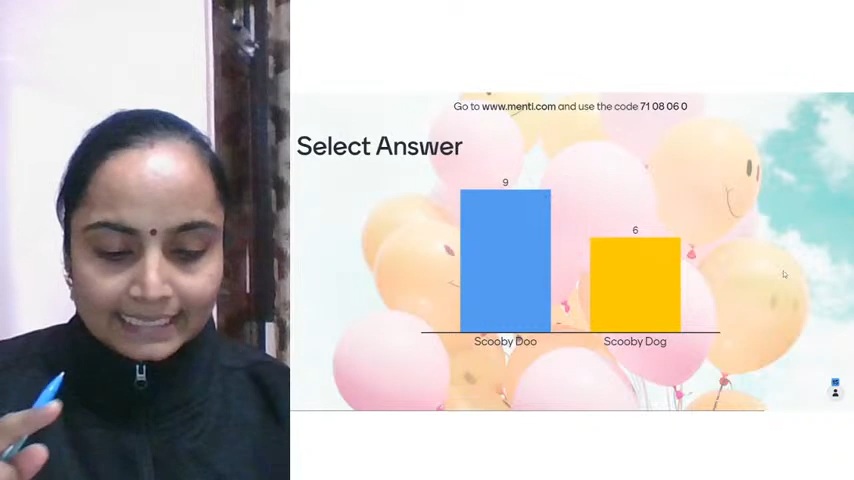 Go to www.menti.com and use the code 71 08 06 0
Select Answer
9
6
Scooby Doo
Scooby Dog